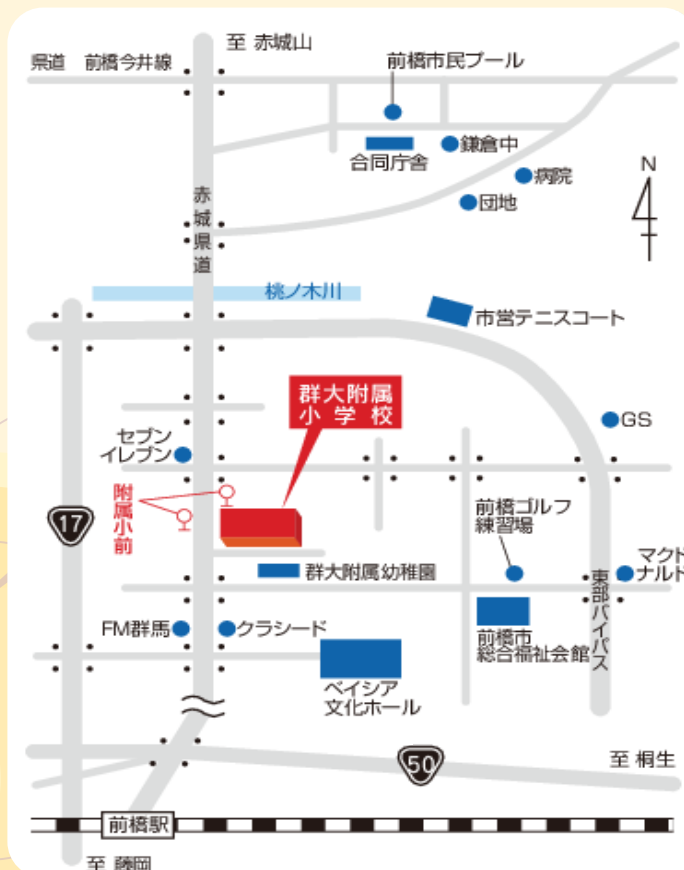 至 赤城山
県道 前橋今井線
前橋市民プール
鎌倉中
合同庁舎
病院
団地
N
赤城県道
桃ノ木川
市営テニスコート
群大附属
小学校
GS
セブン
イレブン
附属小前
17
前橋ゴルフ
練習場
マクド
ナルド
群大附属幼稚園
東部バイパス
FM群馬
クラシード
前橋市
総合福祉会館
ベイシア
文化ホール
50
至 桐生
前橋駅
至 藤岡